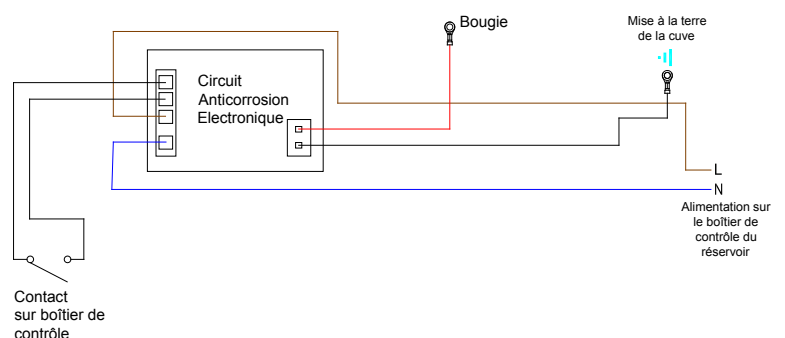 Bougie
Mise à la terre
de la cuve
Circuit
Anticorrosion
Electronique
L
N
Alimentation sur
le boîtier de
contrôle du
réservoir
Contact
sur boîtier de
contrôle